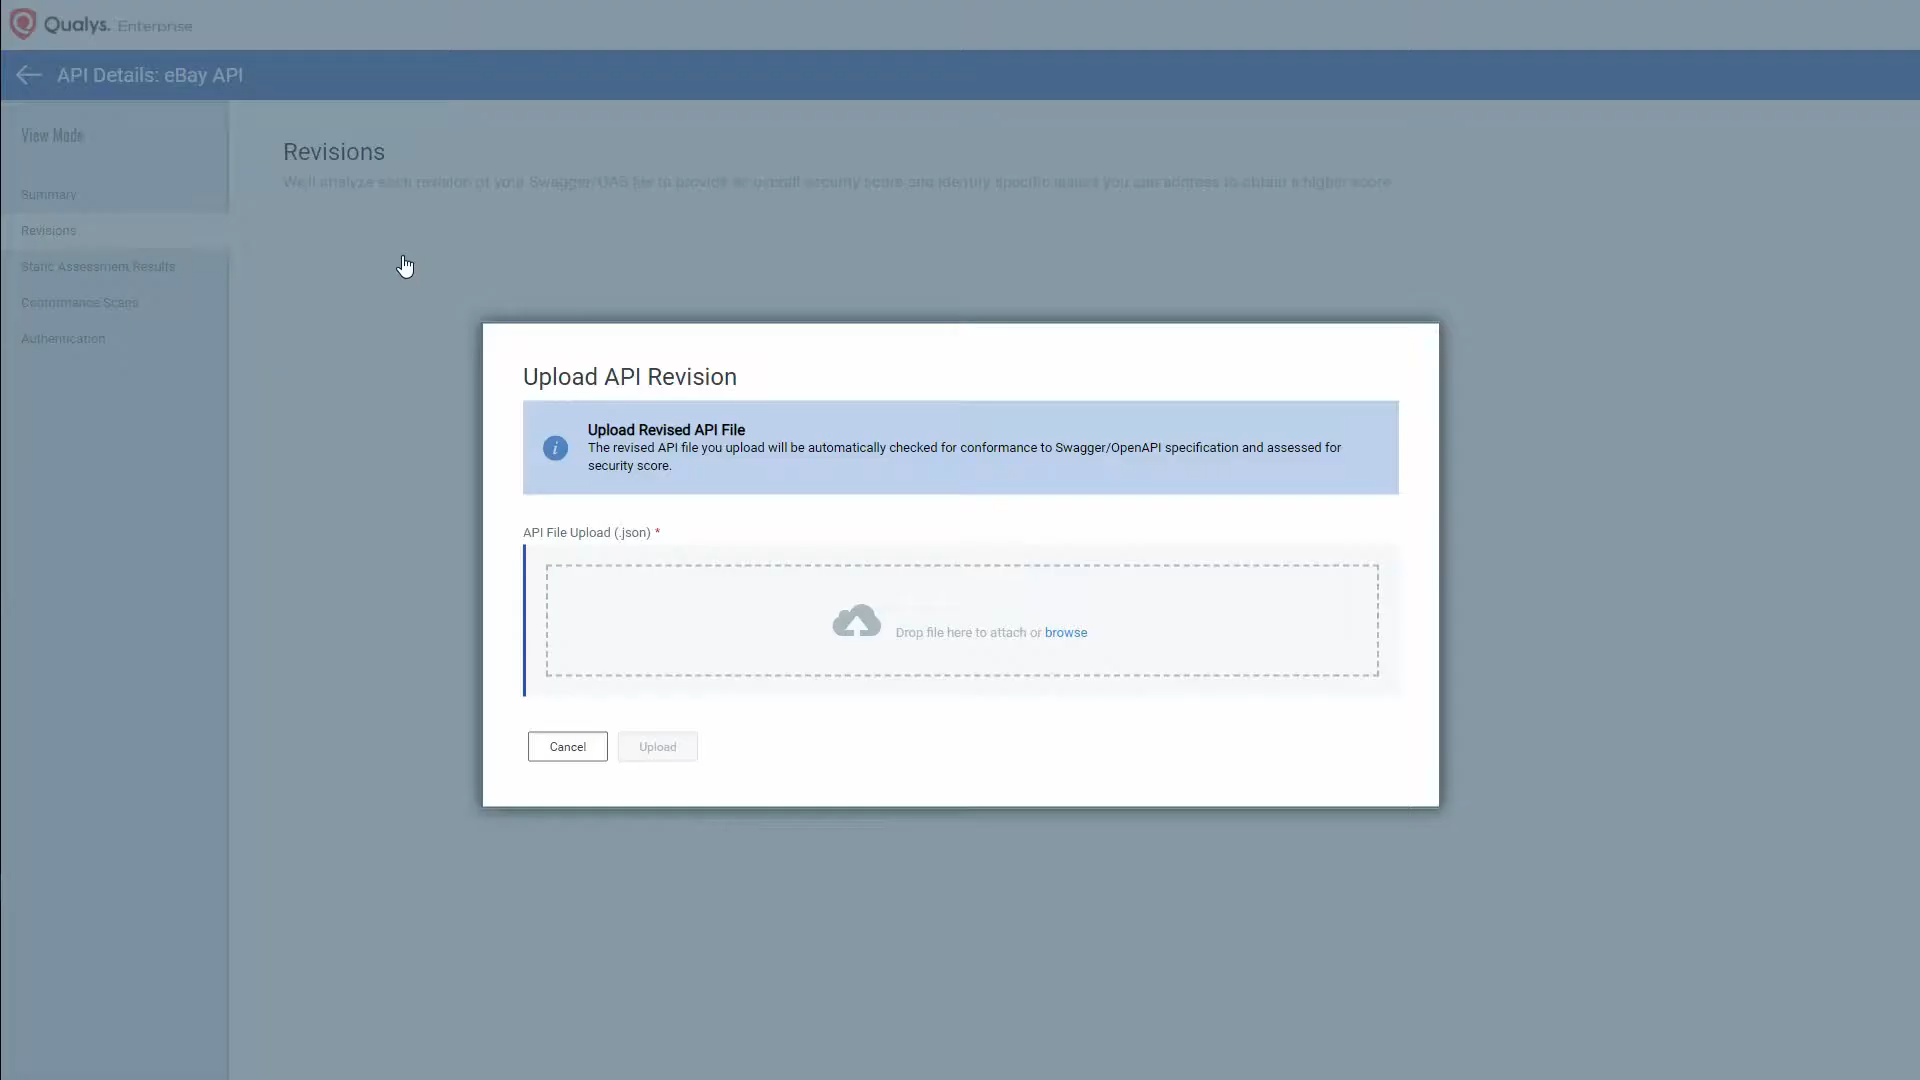 Qualys. Enterprise
API Details: eBay API
View Mode
Summary
Revisions
Static Assessment Results
Conformance Scans
Authentication
Revisions
We'll analyze each revision of your Swagger/OAS file to provide an overall security score and identify specific issues you can address to obtain a higher score
Upload API Revision
Upload Revised API File
The revised API file you upload will be automatically checked for conformance to Swagger/OpenAPI specification and assessed for
security score.
API File Upload (.json) *
Drop file here to attach or browse
Cancel
Upload